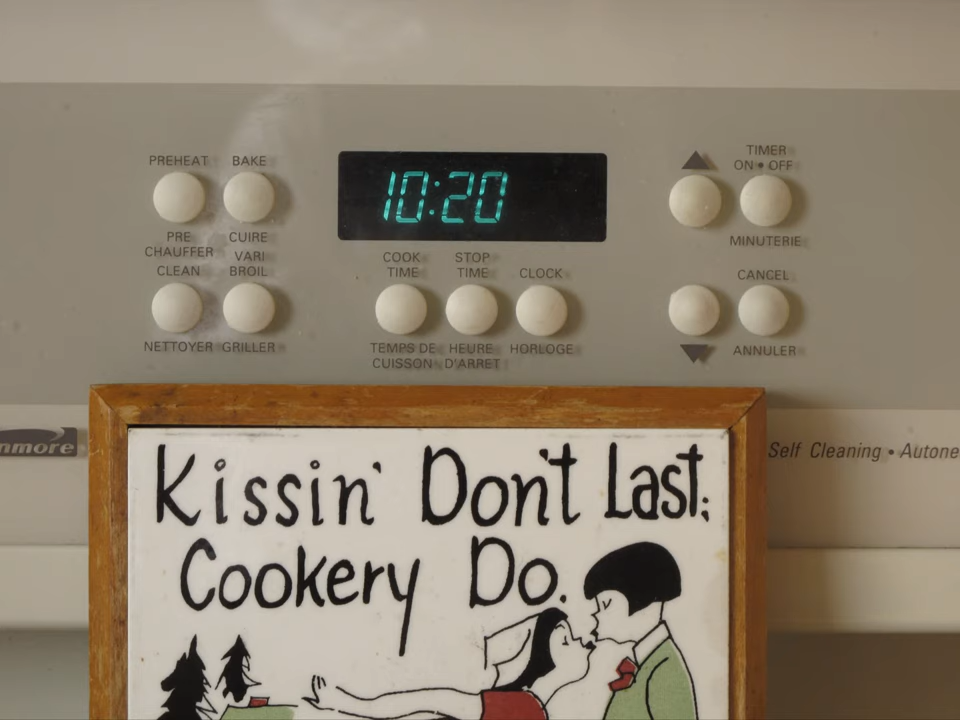 PREHEAT BAKE
PRE CHAUFFER
CUIRE
CLEAN
VARI BROIL
NETTOYER GRILLER
10:20
COOK TIME
STOP TIME
CLOCK
TEMPS DE CUISSON
HEURE D'ARRET
HORLOGE
TIMER
ON • OFF
MINUTERIE
CANCEL
ANNULER
Self Cleaning •
Kissin' Don't Last;
Cookery Do.